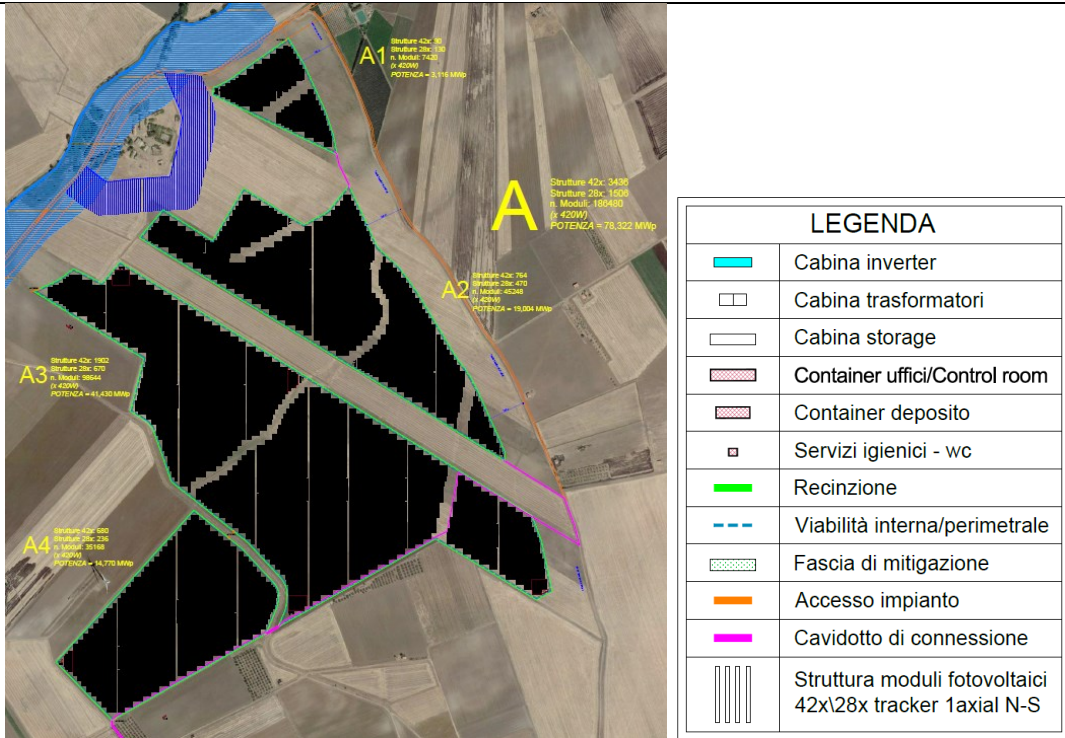 A1
Strutture 42x: 90
Strutture 28x: 130
n. Moduli: 7420
(x 420W)
POTENZA = 3,116 MWp
A
Strutture 42x: 3436
Strutture 28x: 1506
n. Moduli: 186480
(x 420W)
POTENZA = 78,322 MWp
A2
Strutture 42x: 764
Strutture 28x: 470
n. Moduli: 45248
(x 420W)
POTENZA = 19,004 MWp
A3
Strutture 42x: 1902
Strutture 28x: 670
n. Moduli: 98644
(x 420W)
POTENZA = 41,430 MWp
A4
Strutture 42x: 680
Strutture 28x: 236
n. Moduli: 35168
(x 420W)
POTENZA = 14,770 MWp
LEGENDA
Cabina inverter
Cabina trasformatori
Cabina storage
Container uffici/Control room
Container deposito
Servizi igienici - wc
Recinzione
Viabilità interna/perimetrale
Fascia di mitigazione
Accesso impianto
Cavidotto di connessione
Struttura moduli fotovoltaici
42x\28x tracker 1axial N-S